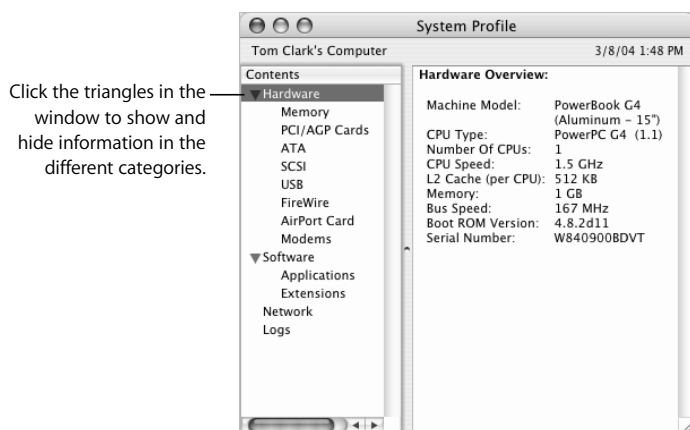 System Profile
Tom Clark's Computer
3/8/04 1:48 PM
Click the triangles in the
window to show and
hide information in the
different categories.
Contents
Hardware
Memory
PCI/AGP Cards
ATA
SCSI
USB
FireWire
AirPort Card
Modems
Software
Applications
Extensions
Network
Logs
Hardware Overview:
Machine Model: PowerBook G4
(Aluminum – 15")
CPU Type: PowerPC G4 (1.1)
Number Of CPUs: 1
CPU Speed: 1.5 GHz
L2 Cache (per CPU): 512 KB
Memory: 1 GB
Bus Speed: 167 MHz
Boot ROM Version: 4.8.2d11
Serial Number: W840900BDVT